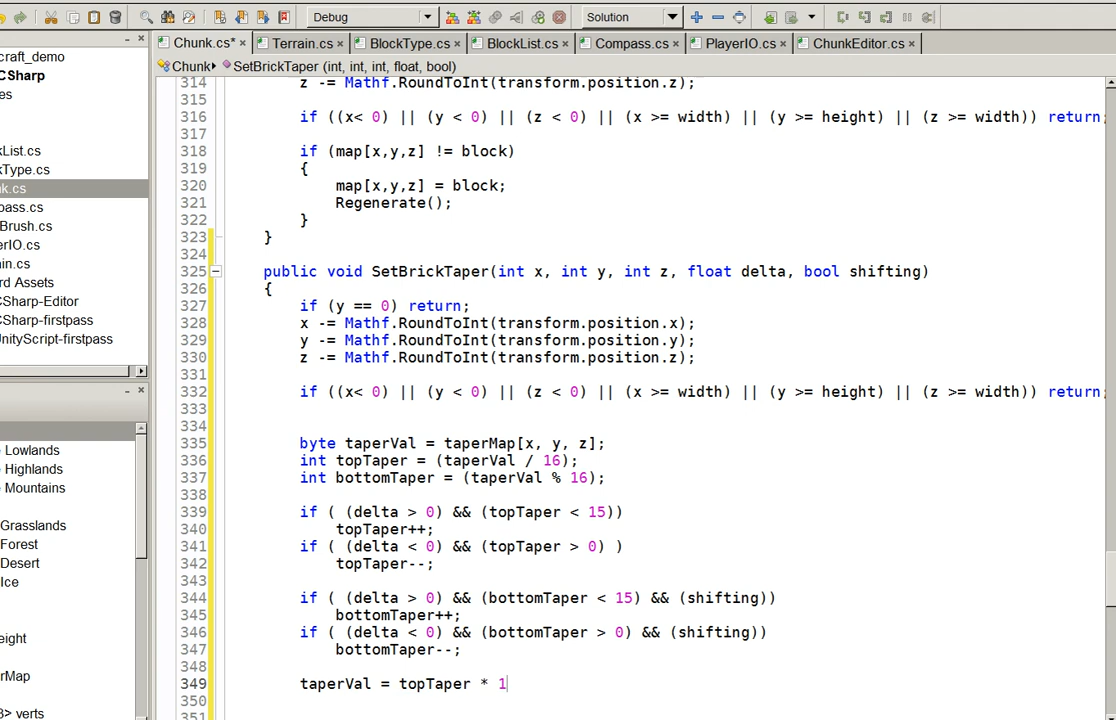 Debug
Solution
Chunk.cs* × Terrain.cs × BlockType.cs × BlockList.cs × Compass.cs × PlayerIO.cs × ChunkEditor.cs ×
Chunk SetBrickTaper (int, int, int, float, bool)
craft_demo
CSharp
es
kList.cs
kType.cs
nk.cs
pass.cs
Brush.cs
erIO.cs
in.cs
rd Assets
CSharp-Editor
CSharp-firstpass
UnityScript-firstpass
Lowlands
Highlands
Mountains
Grasslands
Forest
Desert
Ice
eight
erMap
3> verts
314 z -= Mathf.RoundToInt(transform.position.z);
315
316 if ((x< 0) || (y < 0) || (z < 0) || (x >= width) || (y >= height) || (z >= width)) return;
317
318 if (map[x,y,z] != block)
319 {
320 map[x,y,z] = block;
321 Regenerate();
322 }
323 }
324
325 public void SetBrickTaper(int x, int y, int z, float delta, bool shifting)
326 {
327 if (y == 0) return;
328 x -= Mathf.RoundToInt(transform.position.x);
329 y -= Mathf.RoundToInt(transform.position.y);
330 z -= Mathf.RoundToInt(transform.position.z);
331
332 if ((x< 0) || (y < 0) || (z < 0) || (x >= width) || (y >= height) || (z >= width)) return;
333
334
335 byte taperVal = taperMap[x, y, z];
336 int topTaper = (taperVal / 16);
337 int bottomTaper = (taperVal % 16);
338
339 if ( (delta > 0) && (topTaper < 15))
340 topTaper++;
341 if ( (delta < 0) && (topTaper > 0) )
342 topTaper--;
343
344 if ( (delta > 0) && (bottomTaper < 15) && (shifting))
345 bottomTaper++;
346 if ( (delta < 0) && (bottomTaper > 0) && (shifting))
347 bottomTaper--;
348
349 taperVal = topTaper * 1
350
351